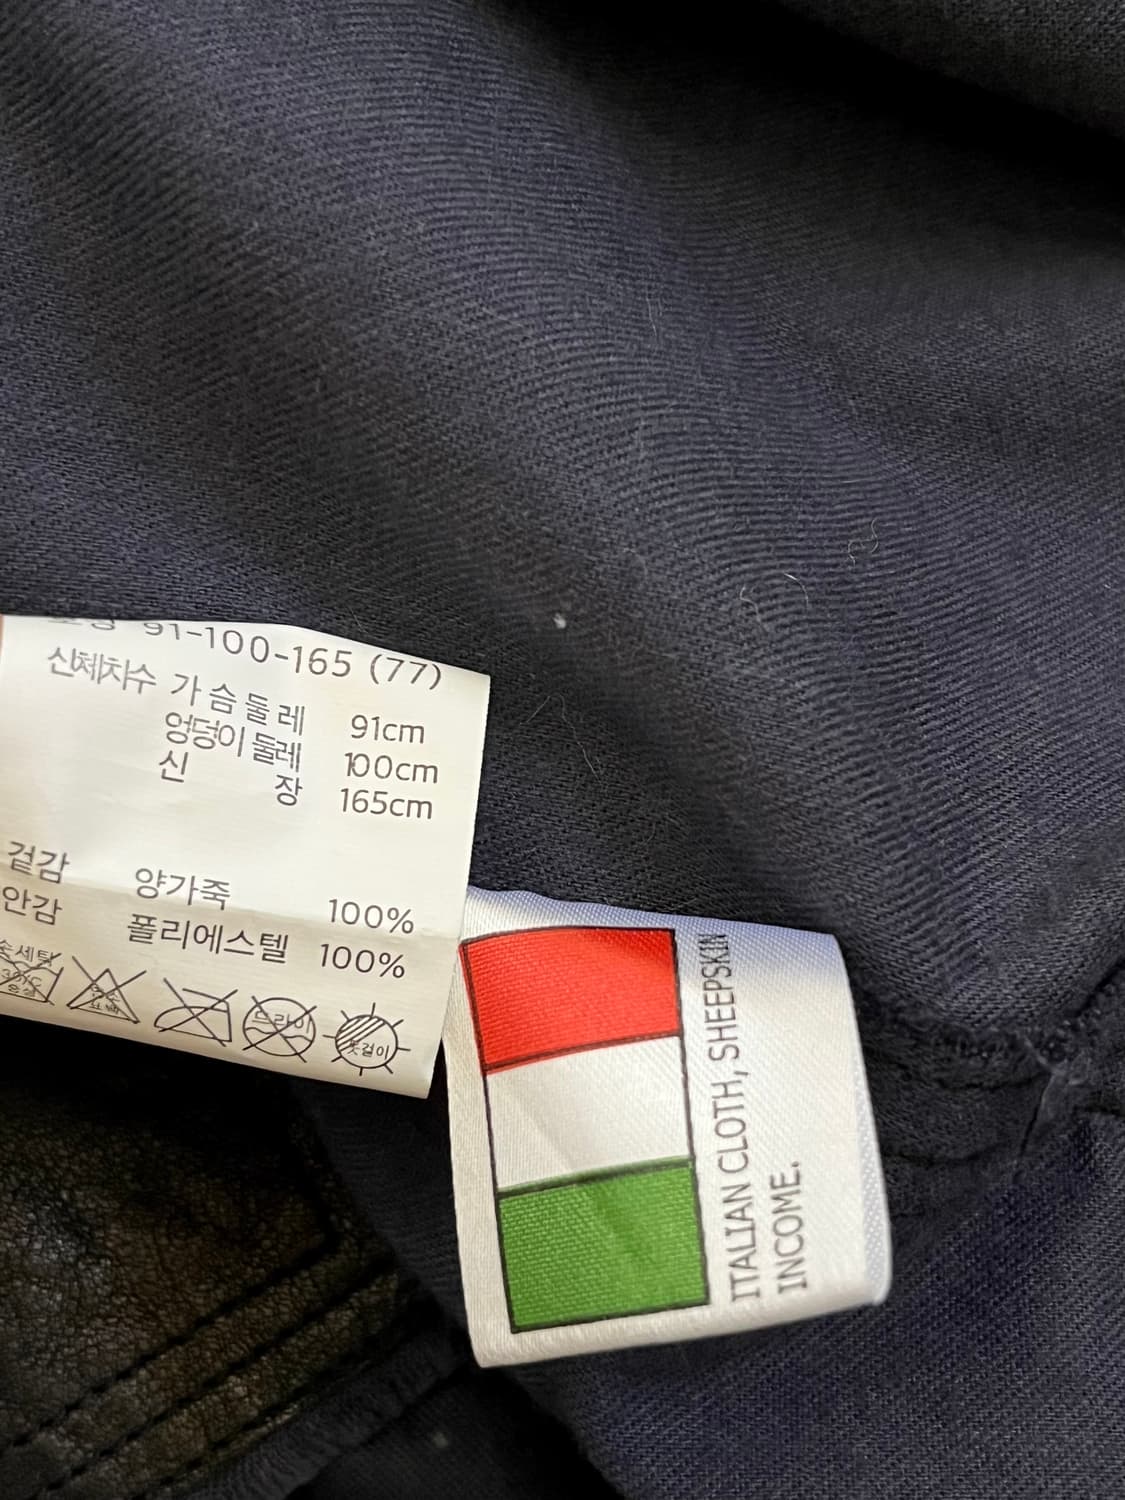 91-100-165 (77)
신체치수 가슴둘레 91cm
엉덩이 둘레 100cm
신 장 165cm
겉감 양가죽 100%
안감 폴리에스텔 100%
옷걸이
ITALIAN CLOTH, SHEEPSKIN
INCOME.